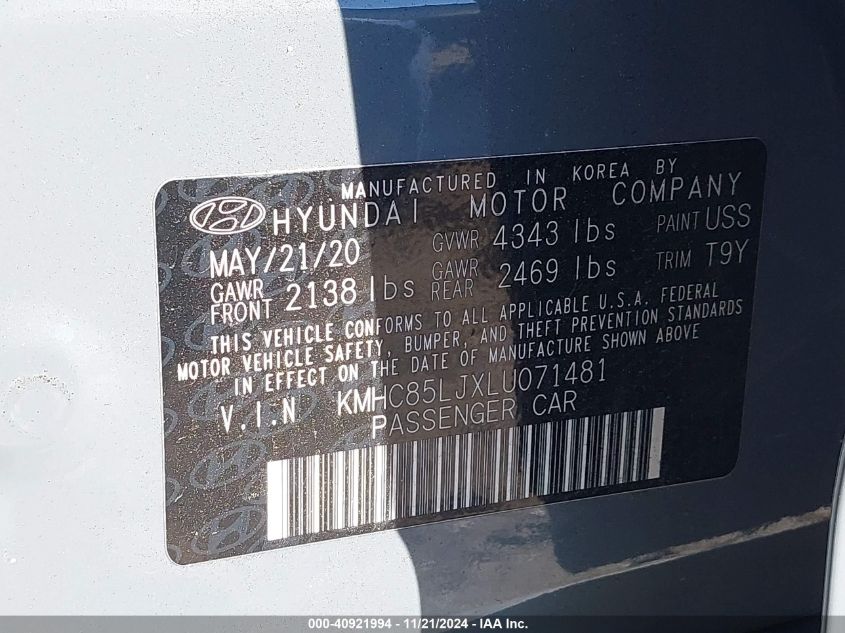 MANUFACTURED IN KOREA BY
HYUNDAI MOTOR COMPANY
MAY/21/20 GVWR 4343 lbs PAINT USS
GAWR FRONT 2138 lbs GAWR REAR 2469 lbs TRIM T9Y
THIS VEHICLE CONFORMS TO ALL APPLICABLE U.S.A. FEDERAL
MOTOR VEHICLE SAFETY, BUMPER, AND THEFT PREVENTION STANDARDS
IN EFFECT ON THE DATE OF MANUFACTURE SHOWN ABOVE
V.I.N KMHC85LJXLU071481
PASSENGER CAR
000-40921994 - 11/21/2024 - IAA Inc.